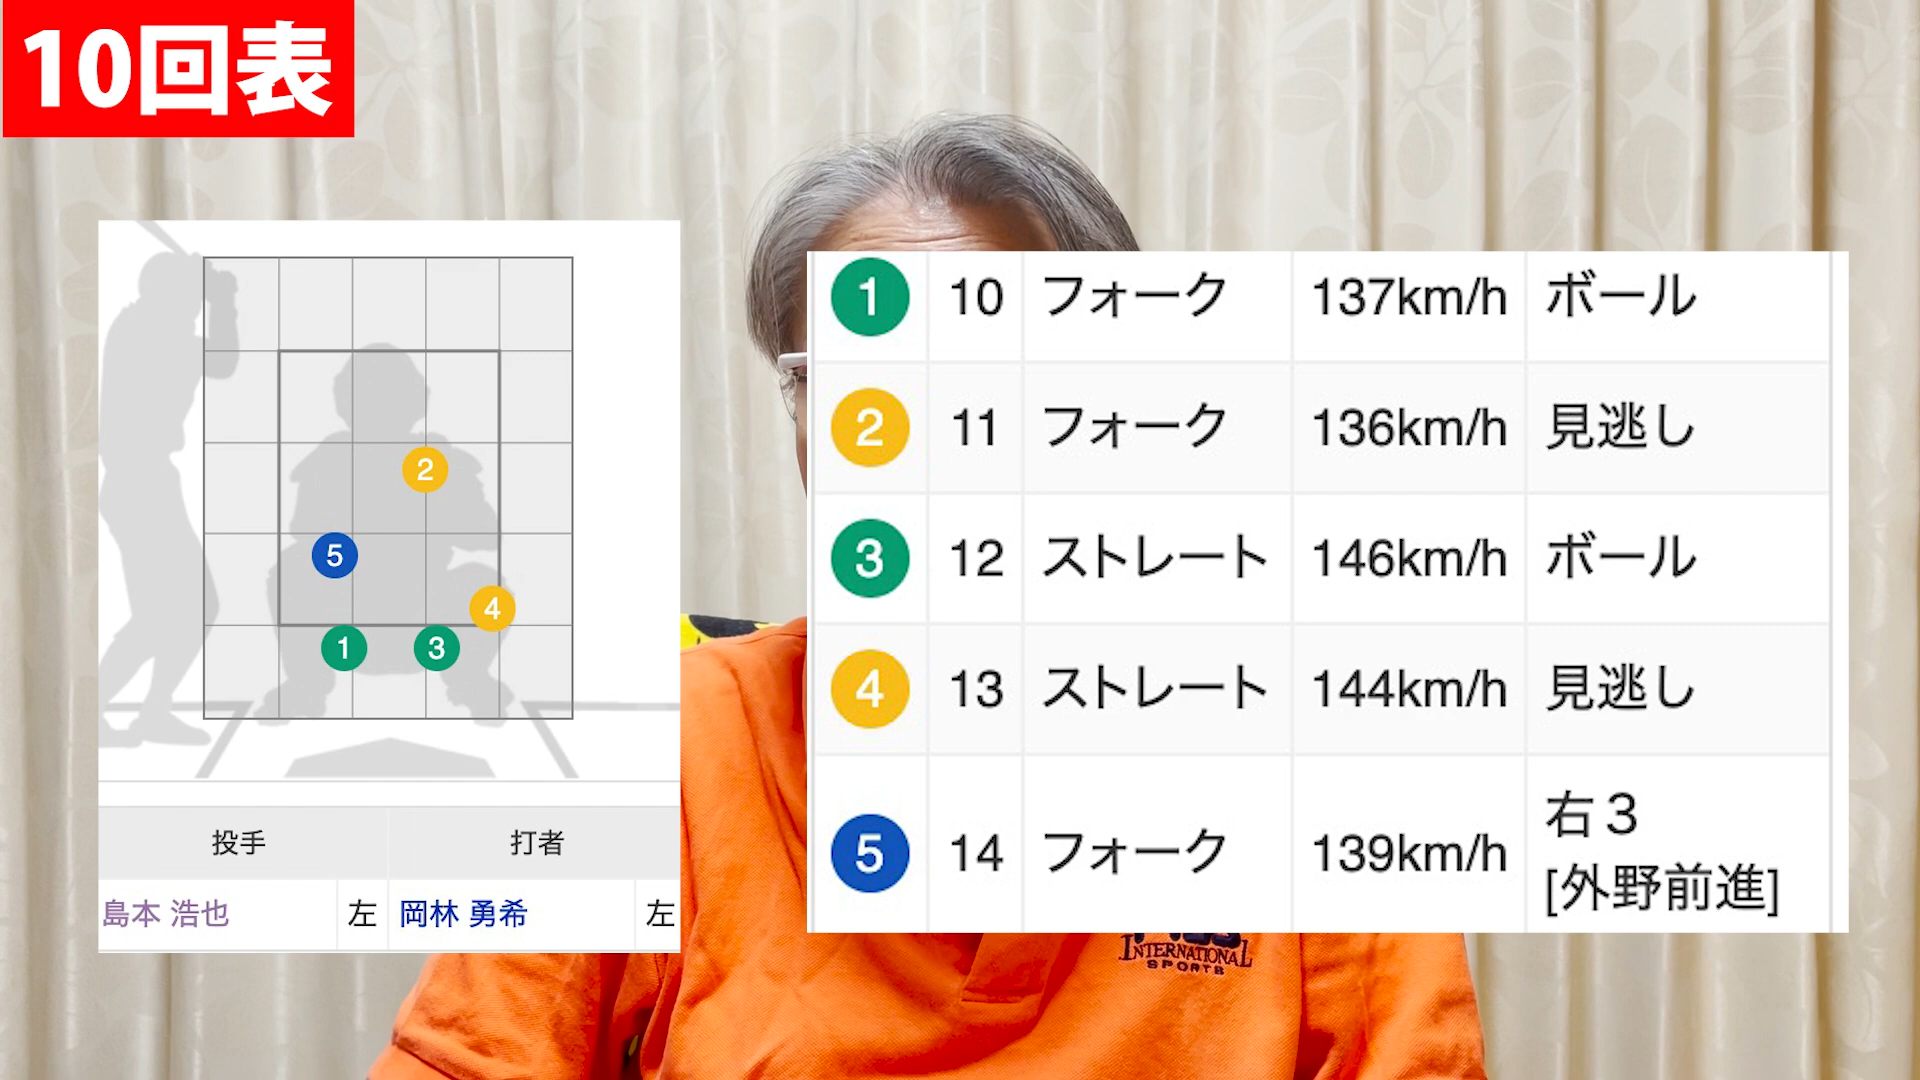 10回表
2
5
4
1
3
投手 打者
島本 浩也 左 岡林 勇希 左
1 10 フォーク 137km/h ボール
2 11 フォーク 136km/h 見逃し
3 12 ストレート 146km/h ボール
4 13 ストレート 144km/h 見逃し
5 14 フォーク 139km/h 右3
[外野前進]
INTERNATIONAL
SPORTS